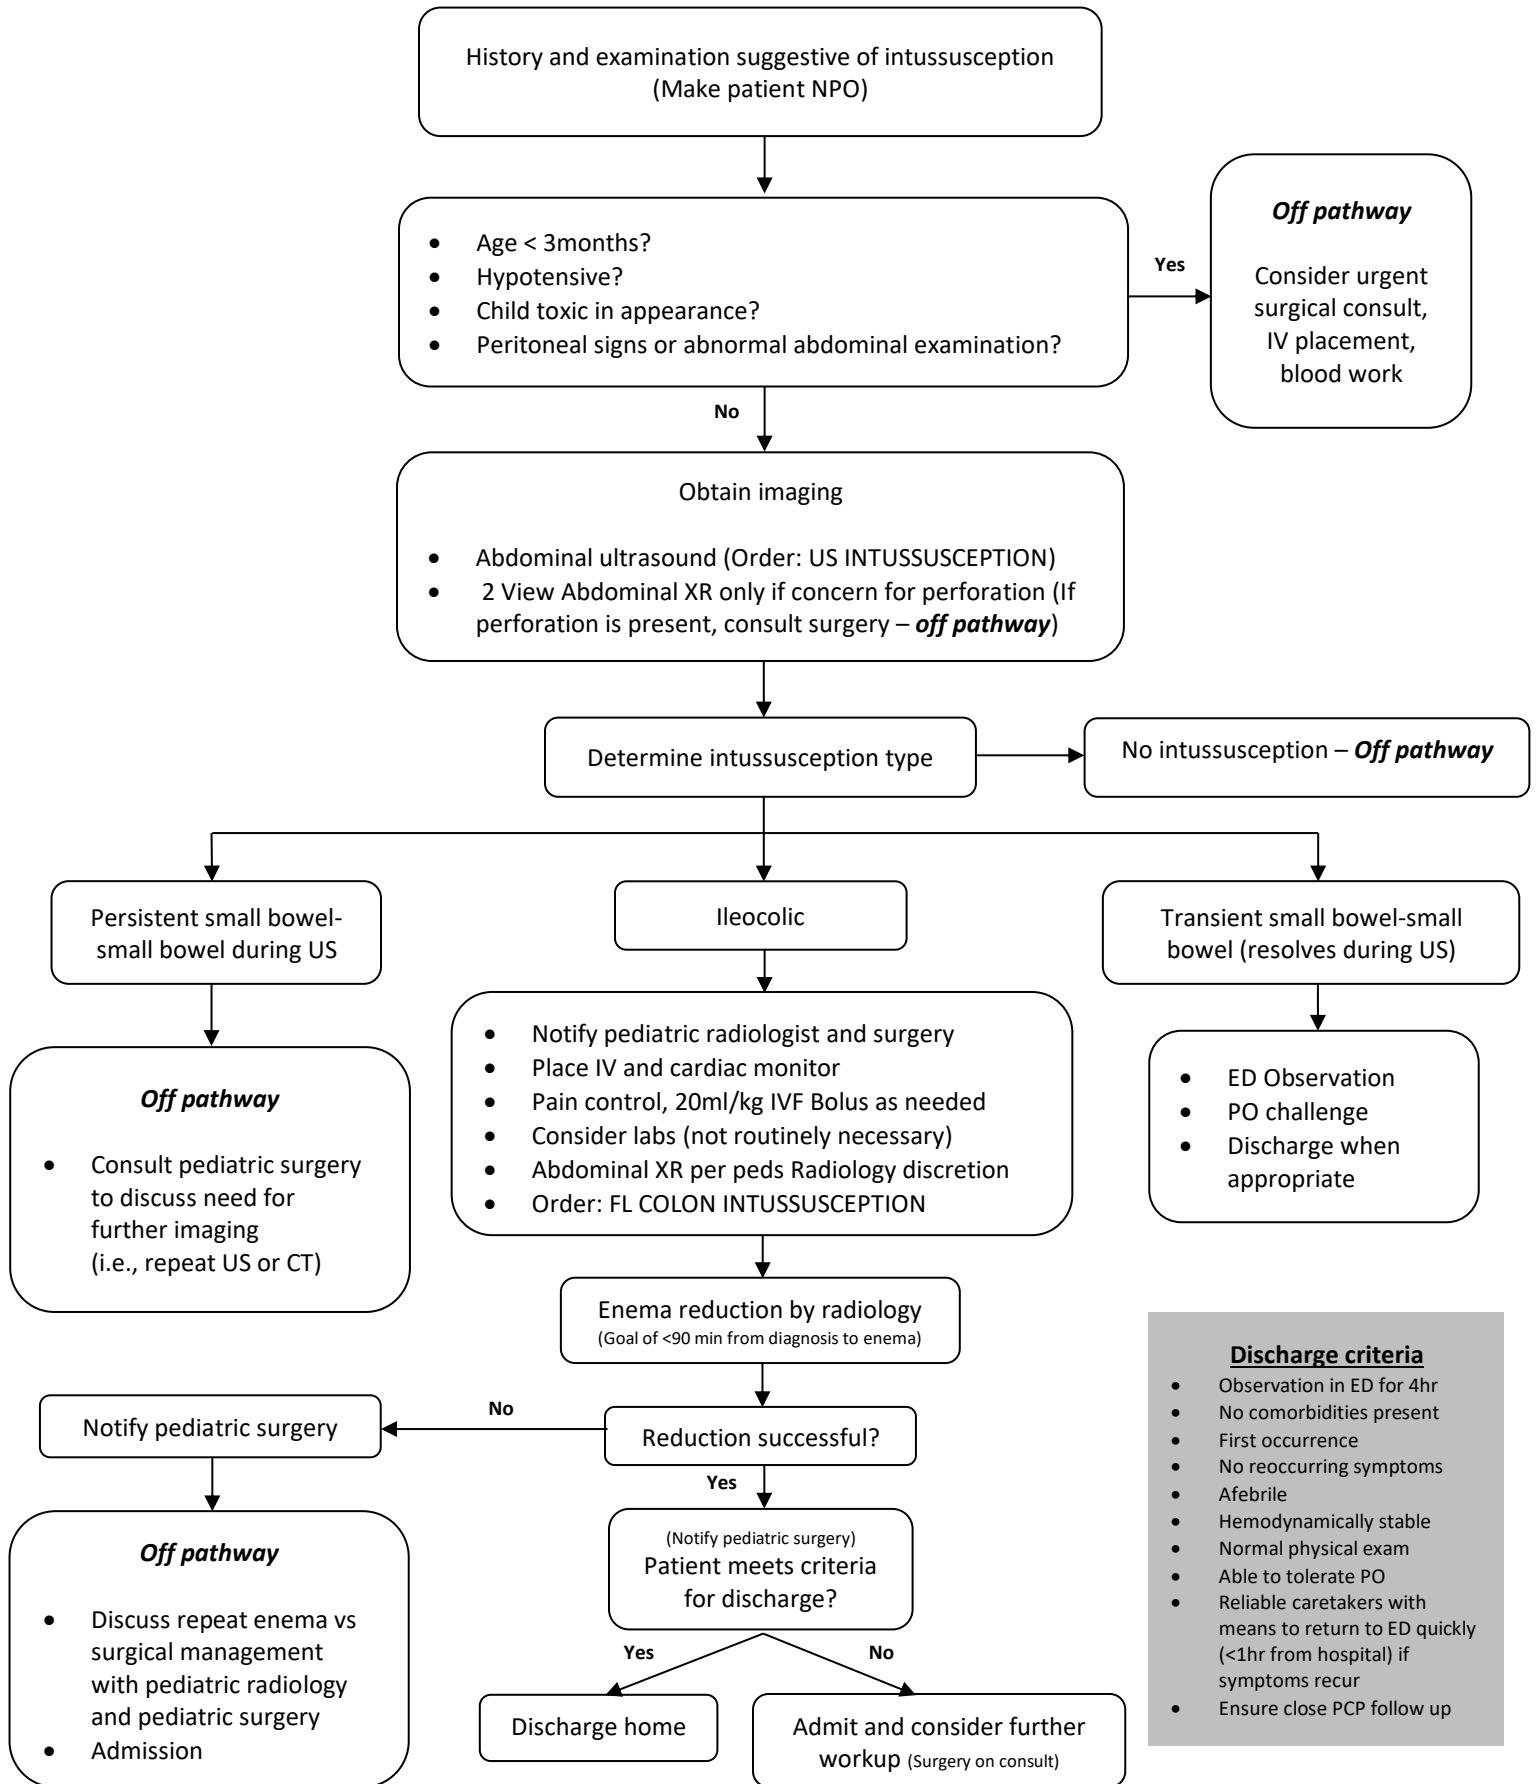 History and examination suggestive of intussusception
(Make patient NPO)
• Age < 3months?
• Hypotensive?
• Child toxic in appearance?
• Peritoneal signs or abnormal abdominal examination?
Yes
Off pathway
Consider urgent
surgical consult,
IV placement,
blood work
No
Obtain imaging
• Abdominal ultrasound (Order: US INTUSSUSCEPTION)
• 2 View Abdominal XR only if concern for perforation (If
perforation is present, consult surgery – off pathway)
Determine intussusception type
No intussusception – Off pathway
Persistent small bowel-
small bowel during US
Off pathway
• Consult pediatric surgery
to discuss need for
further imaging
(i.e., repeat US or CT)
Ileocolic
• Notify pediatric radiologist and surgery
• Place IV and cardiac monitor
• Pain control, 20ml/kg IVF Bolus as needed
• Consider labs (not routinely necessary)
• Abdominal XR per peds Radiology discretion
• Order: FL COLON INTUSSUSCEPTION
Transient small bowel-small
bowel (resolves during US)
• ED Observation
• PO challenge
• Discharge when
appropriate
Enema reduction by radiology
(Goal of <90 min from diagnosis to enema)
Reduction successful?
No
Notify pediatric surgery
Off pathway
• Discuss repeat enema vs
surgical management
with pediatric radiology
and pediatric surgery
• Admission
Yes
(Notify pediatric surgery)
Patient meets criteria
for discharge?
Yes
No
Discharge home
Admit and consider further
workup (Surgery on consult)
Discharge criteria
• Observation in ED for 4hr
• No comorbidities present
• First occurrence
• No reoccurring symptoms
• Afebrile
• Hemodynamically stable
• Normal physical exam
• Able to tolerate PO
• Reliable caretakers with
means to return to ED quickly
(<1hr from hospital) if
symptoms recur
• Ensure close PCP follow up